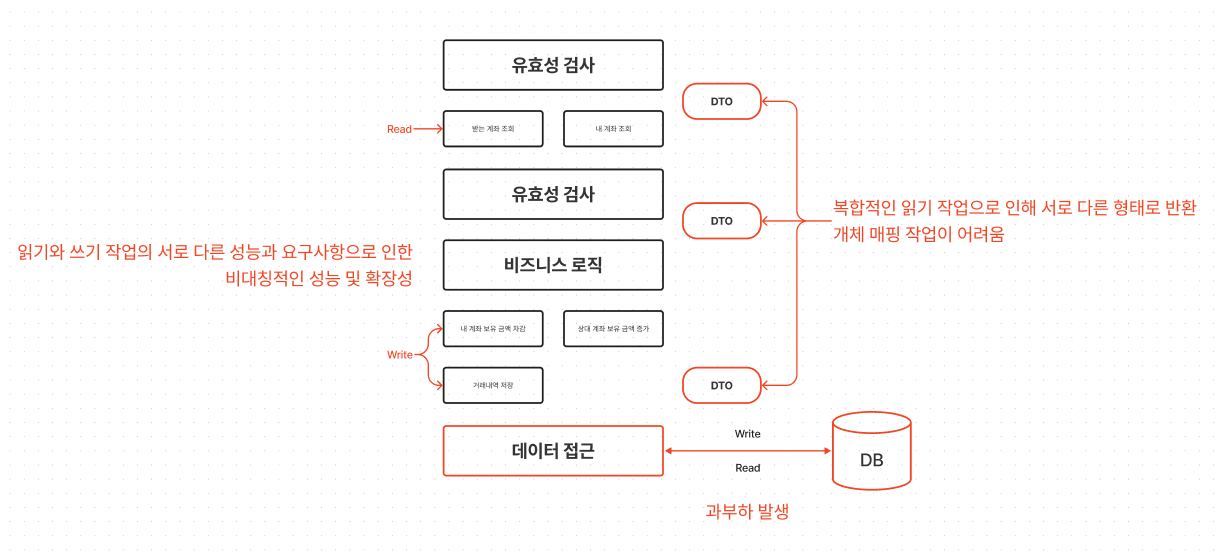 유효성 검사
DTO
Read
받는 계좌 조회
내 계좌 조회
유효성 검사
DTO
복합적인 읽기 작업으로 인해 서로 다른 형태로 반환
개체 매핑 작업이 어려움
읽기와 쓰기 작업의 서로 다른 성능과 요구사항으로 인한
비대칭적인 성능 및 확장성
비즈니스 로직
내 계좌 보유 금액 차감
상대 계좌 보유 금액 증가
Write
거래내역 저장
DTO
데이터 접근
Write
Read
DB
과부하 발생